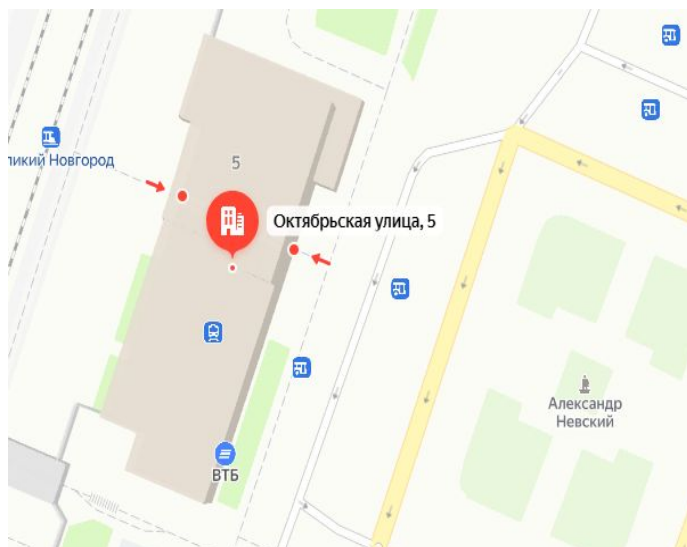 5
ликий Новгород
Октябрьская улица, 5
Александр
Невский
ВТБ